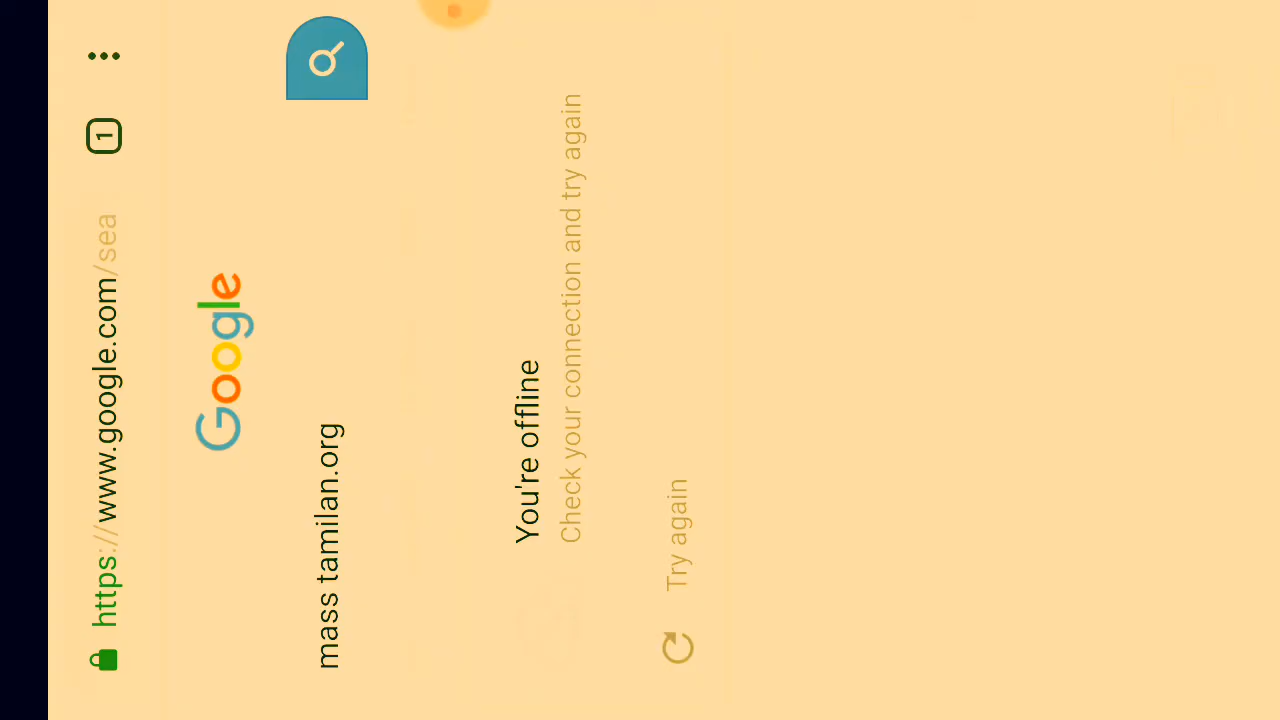 https://www.google.com/sea
1
Google
mass tamilan.org
You're offline
Check your connection and try again
Try again